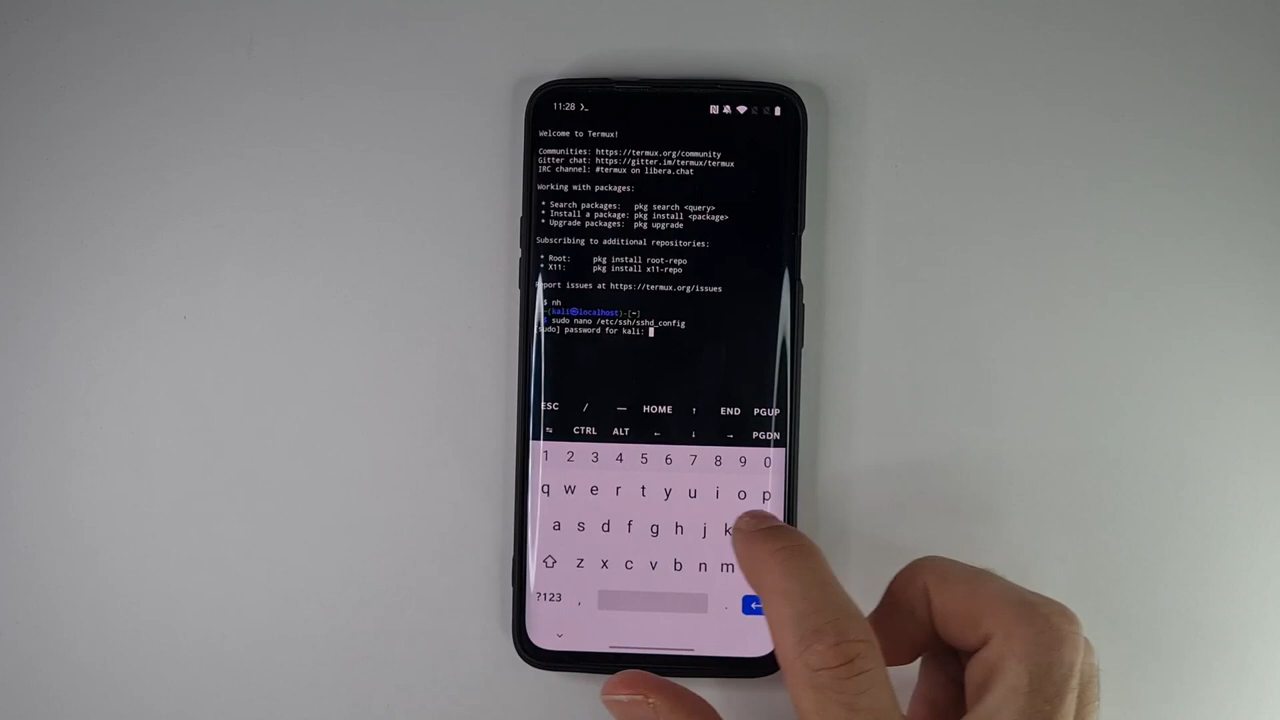 11:28 >_
Welcome to Termux!
Communities: https://termux.org/community
Gitter chat: https://gitter.im/termux/termux
IRC channel: #termux on libera.chat
Working with packages:
* Search packages: pkg search <query>
* Install a package: pkg install <package>
* Upgrade packages: pkg upgrade
Subscribing to additional repositories:
* Root: pkg install root-repo
* X11: pkg install x11-repo
Report issues at https://termux.org/issues
$ nh
(kali㉿localhost)-[~]
$ sudo nano /etc/ssh/sshd_config
[sudo] password for kali:
ESC / — HOME ↑ END PGUP
↹ CTRL ALT ← ↓ → PGDN
1 2 3 4 5 6 7 8 9 0
q w e r t y u i o p
a s d f g h j k
z x c v b n m
?123 , .